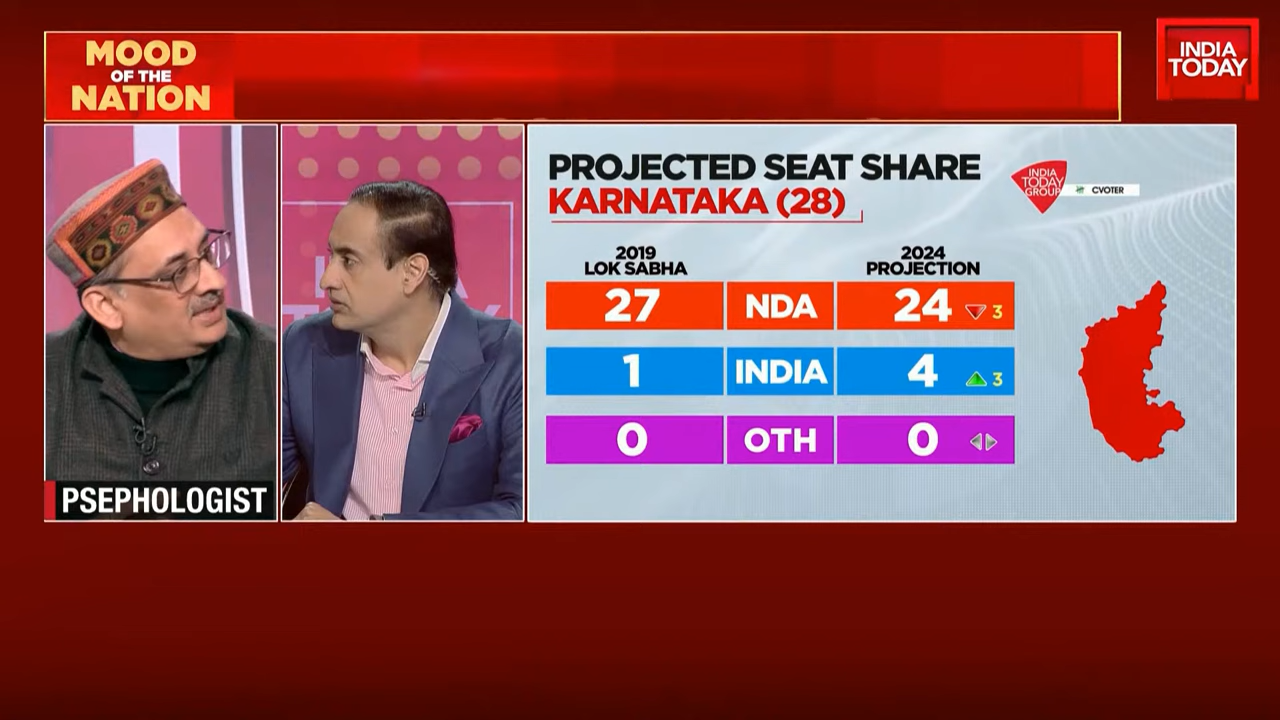 MOOD
OF THE
NATION
INDIA
TODAY
PROJECTED SEAT SHARE
KARNATAKA (28)
INDIA
TODAY
GROUP
CVOTER
2019
LOK SABHA
2024
PROJECTION
27 NDA 24 3
1 INDIA 4 3
0 OTH 0
PSEPHOLOGIST